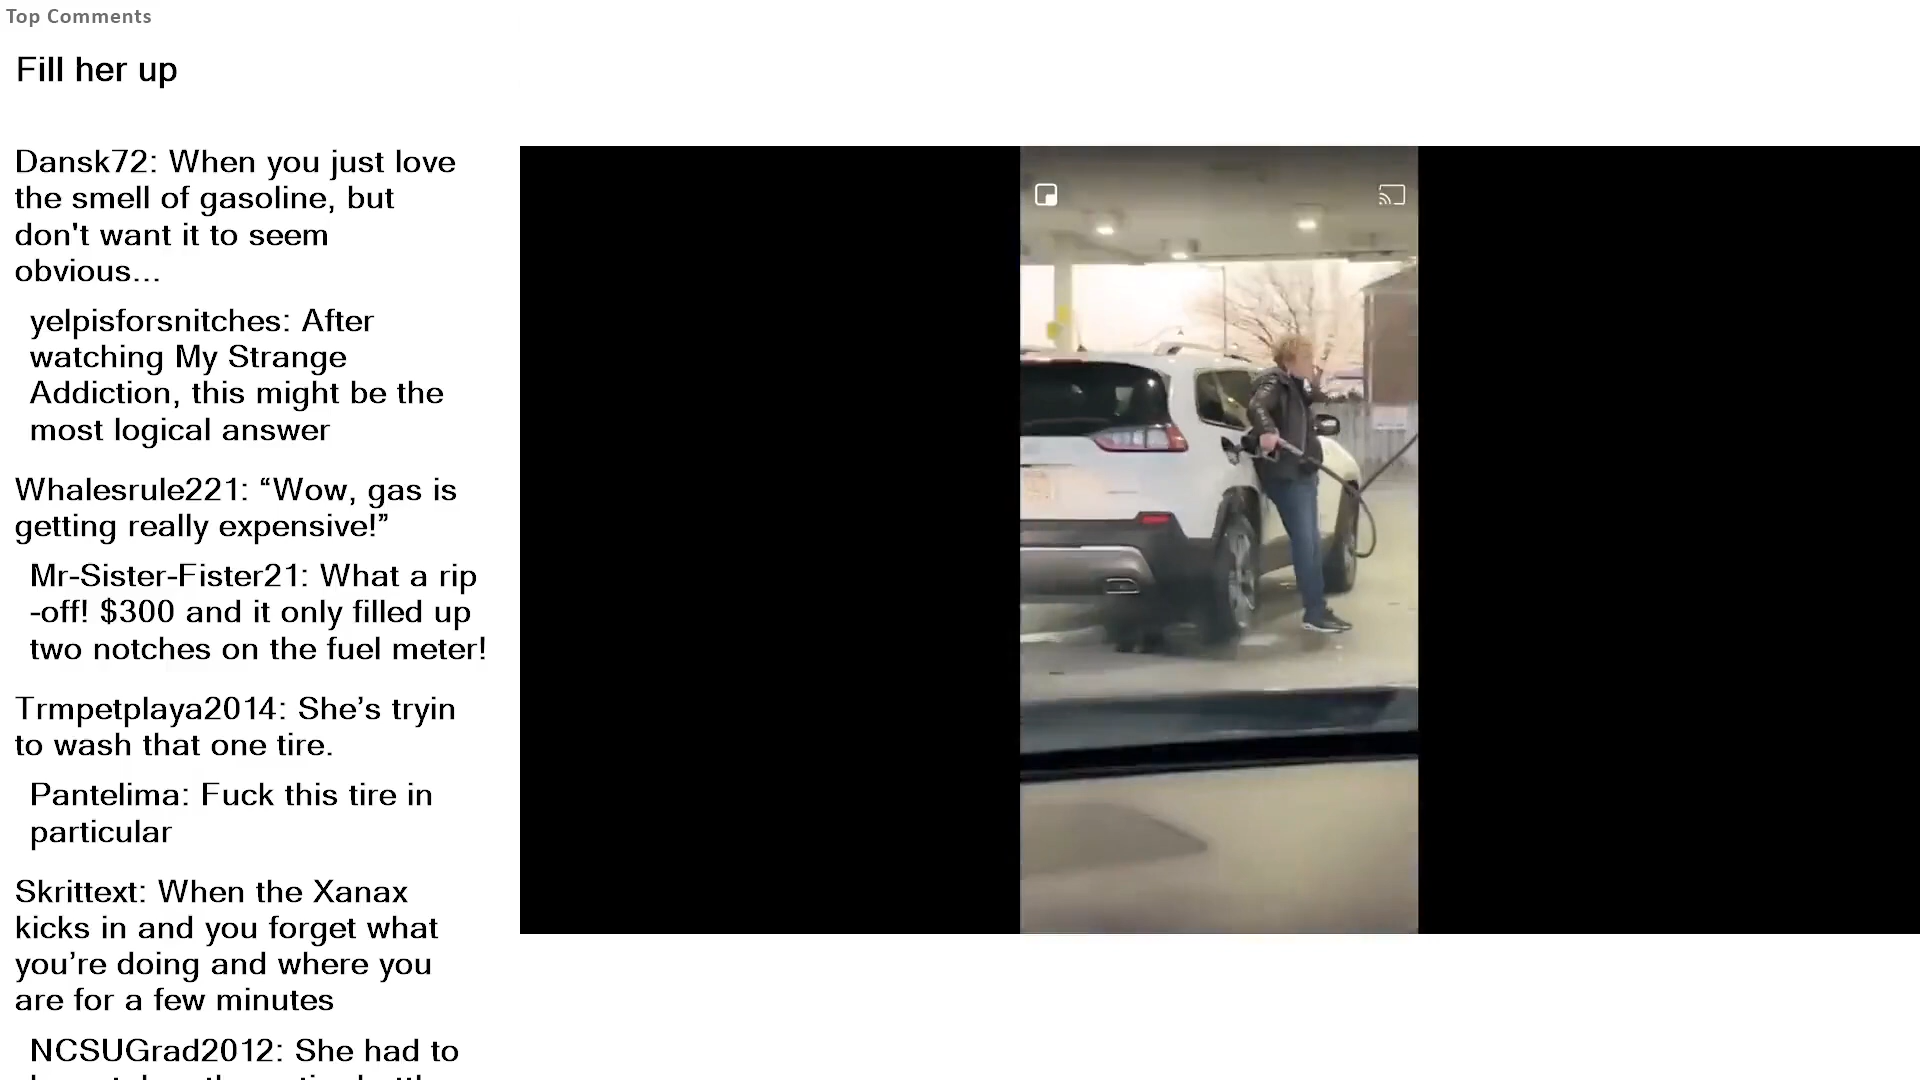 Top Comments
Fill her up
Dansk72: When you just love
the smell of gasoline, but
don't want it to seem
obvious...
yelpisforsnitches: After
watching My Strange
Addiction, this might be the
most logical answer
Whalesrule221: “Wow, gas is
getting really expensive!”
Mr-Sister-Fister21: What a rip
-off! $300 and it only filled up
two notches on the fuel meter!
Trmpetplaya2014: She’s tryin
to wash that one tire.
Pantelima: Fuck this tire in
particular
Skrittext: When the Xanax
kicks in and you forget what
you’re doing and where you
are for a few minutes
NCSUGrad2012: She had to